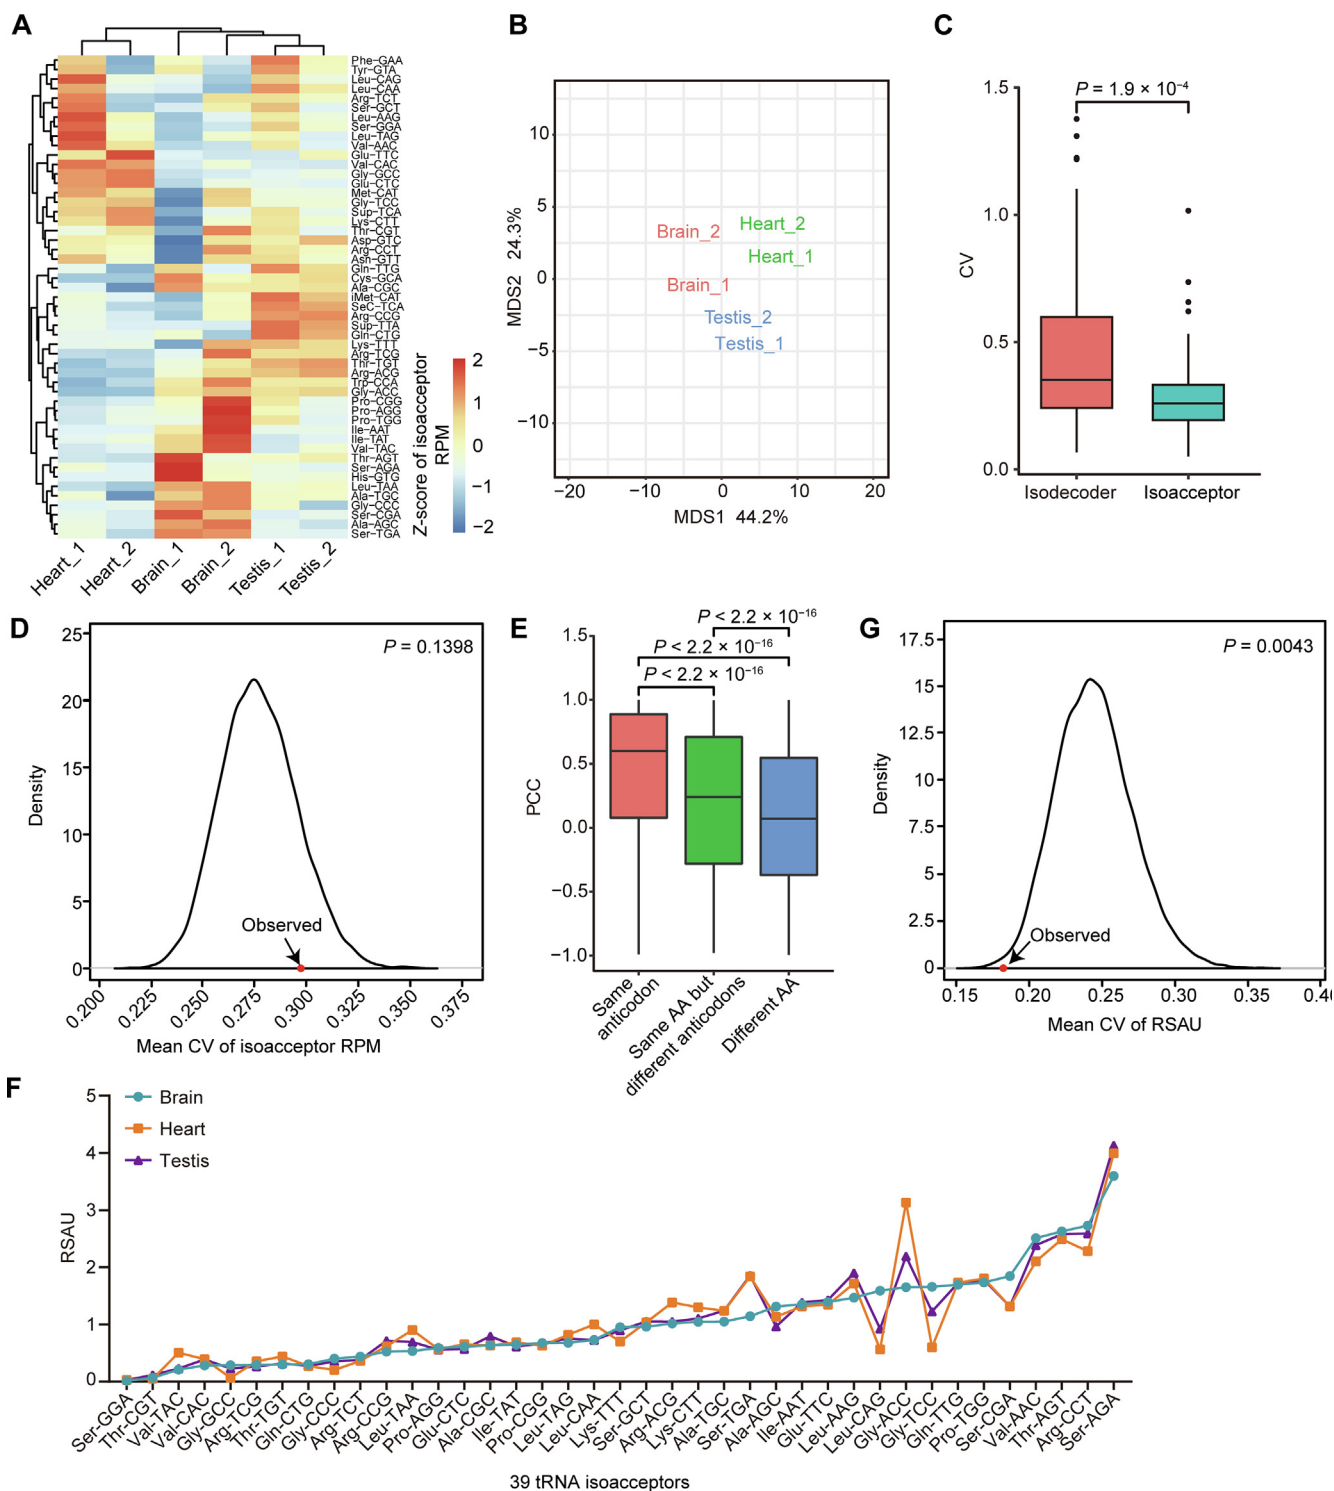 A
Phe-GAA
Tyr-GTA
Leu-CAG
Leu-CAA
Arg-TCT
Ser-GCT
Leu-AAG
Ser-GGA
Leu-TAG
Val-AAC
Glu-TTC
Val-CAC
Gly-GCC
Glu-CTC
Met-CAT
Gly-TCC
Sup-TCA
Lys-CTT
Thr-CGT
Asp-GTC
Arg-CCT
Asn-GTT
Gln-TTG
Cys-GCA
Ala-CGC
iMet-CAT
SeC-TCA
Arg-CCG
Sup-TTA
Gln-CTG
Lys-TTT
Arg-TCG
Thr-TGT
Arg-ACG
Trp-CCA
Gly-ACC
Pro-CGG
Pro-AGG
Pro-TGG
Ile-AAT
Ile-TAT
Val-TAC
Thr-AGT
Ser-AGA
His-GTG
Leu-TAA
Ala-TGC
Gly-CCC
Ser-CGA
Ala-AGC
Ser-TGA
Heart_1
Heart_2
Brain_1
Brain_2
Testis_1
Testis_2
Z-score of isoacceptor
RPM
2
1
0
−1
−2
B
MDS2 24.3%
10
5
0
−5
−10
Brain_2
Heart_2
Heart_1
Brain_1
Testis_2
Testis_1
−20
−10
0
10
20
MDS1 44.2%
C
CV
1.5
1.0
0.5
0.0
P = 1.9 × 10⁻⁴
Isodecoder
Isoacceptor
D
Density
25
20
15
10
5
0
P = 0.1398
Observed
0.200
0.225
0.250
0.275
0.300
0.325
0.350
0.375
Mean CV of isoacceptor RPM
E
PCC
1.5
1.0
0.5
0.0
−0.5
−1.0
P < 2.2 × 10⁻¹⁶
P < 2.2 × 10⁻¹⁶
P < 2.2 × 10⁻¹⁶
Same
anticodon
Same AA but
different anticodons
Different AA
G
Density
17.5
15
12.5
10
7.5
5
2.5
0
P = 0.0043
Observed
0.15
0.20
0.25
0.30
0.35
Mean CV of RSAU
F
RSAU
5
4
3
2
1
0
Brain
Heart
Testis
Ser-GGA
Thr-CGT
Val-TAC
Val-CAC
Gly-GCC
Arg-TCG
Thr-TGT
Gln-CTG
Gly-CCC
Arg-TCT
Arg-CCG
Leu-TAA
Pro-AGG
Glu-CTC
Ala-CGC
Ile-TAT
Pro-CGG
Leu-TAG
Leu-CAA
Lys-TTT
Ser-GCT
Arg-ACG
Lys-CTT
Ala-TGC
Ser-TGA
Ala-AGC
Ile-AAT
Glu-TTC
Leu-AAG
Leu-CAG
Gly-ACC
Gly-TCC
Gln-TTG
Pro-TGG
Ser-CGA
Val-AAC
Thr-AGT
Arg-CCT
Ser-AGA
39 tRNA isoacceptors